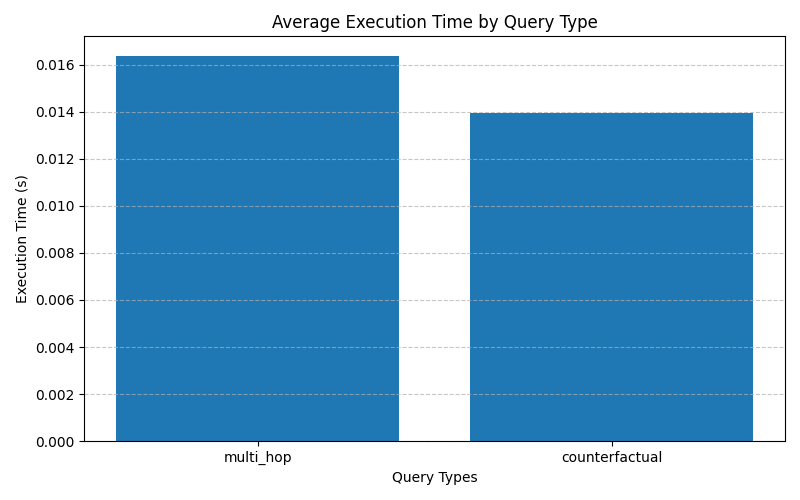 Average Execution Time by Query Type
Execution Time (s)
0.016
0.014
0.012
0.010
0.008
0.006
0.004
0.002
0.000
multi_hop
counterfactual
Query Types